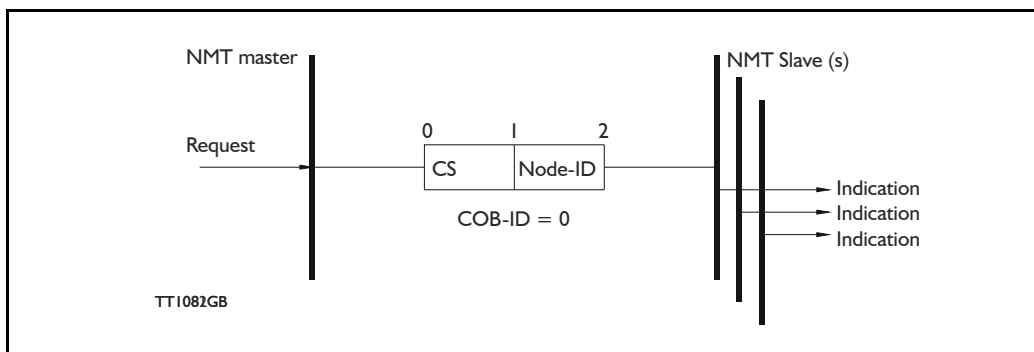 NMT master
NMT Slave (s)
0 1 2
Request
CS Node-ID
COB-ID = 0
Indication
Indication
Indication
TT1082GB